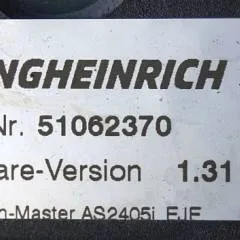 NGHEINRICH
Nr. 51062370
are-Version 1.31
n-Master AS2405i, EJE